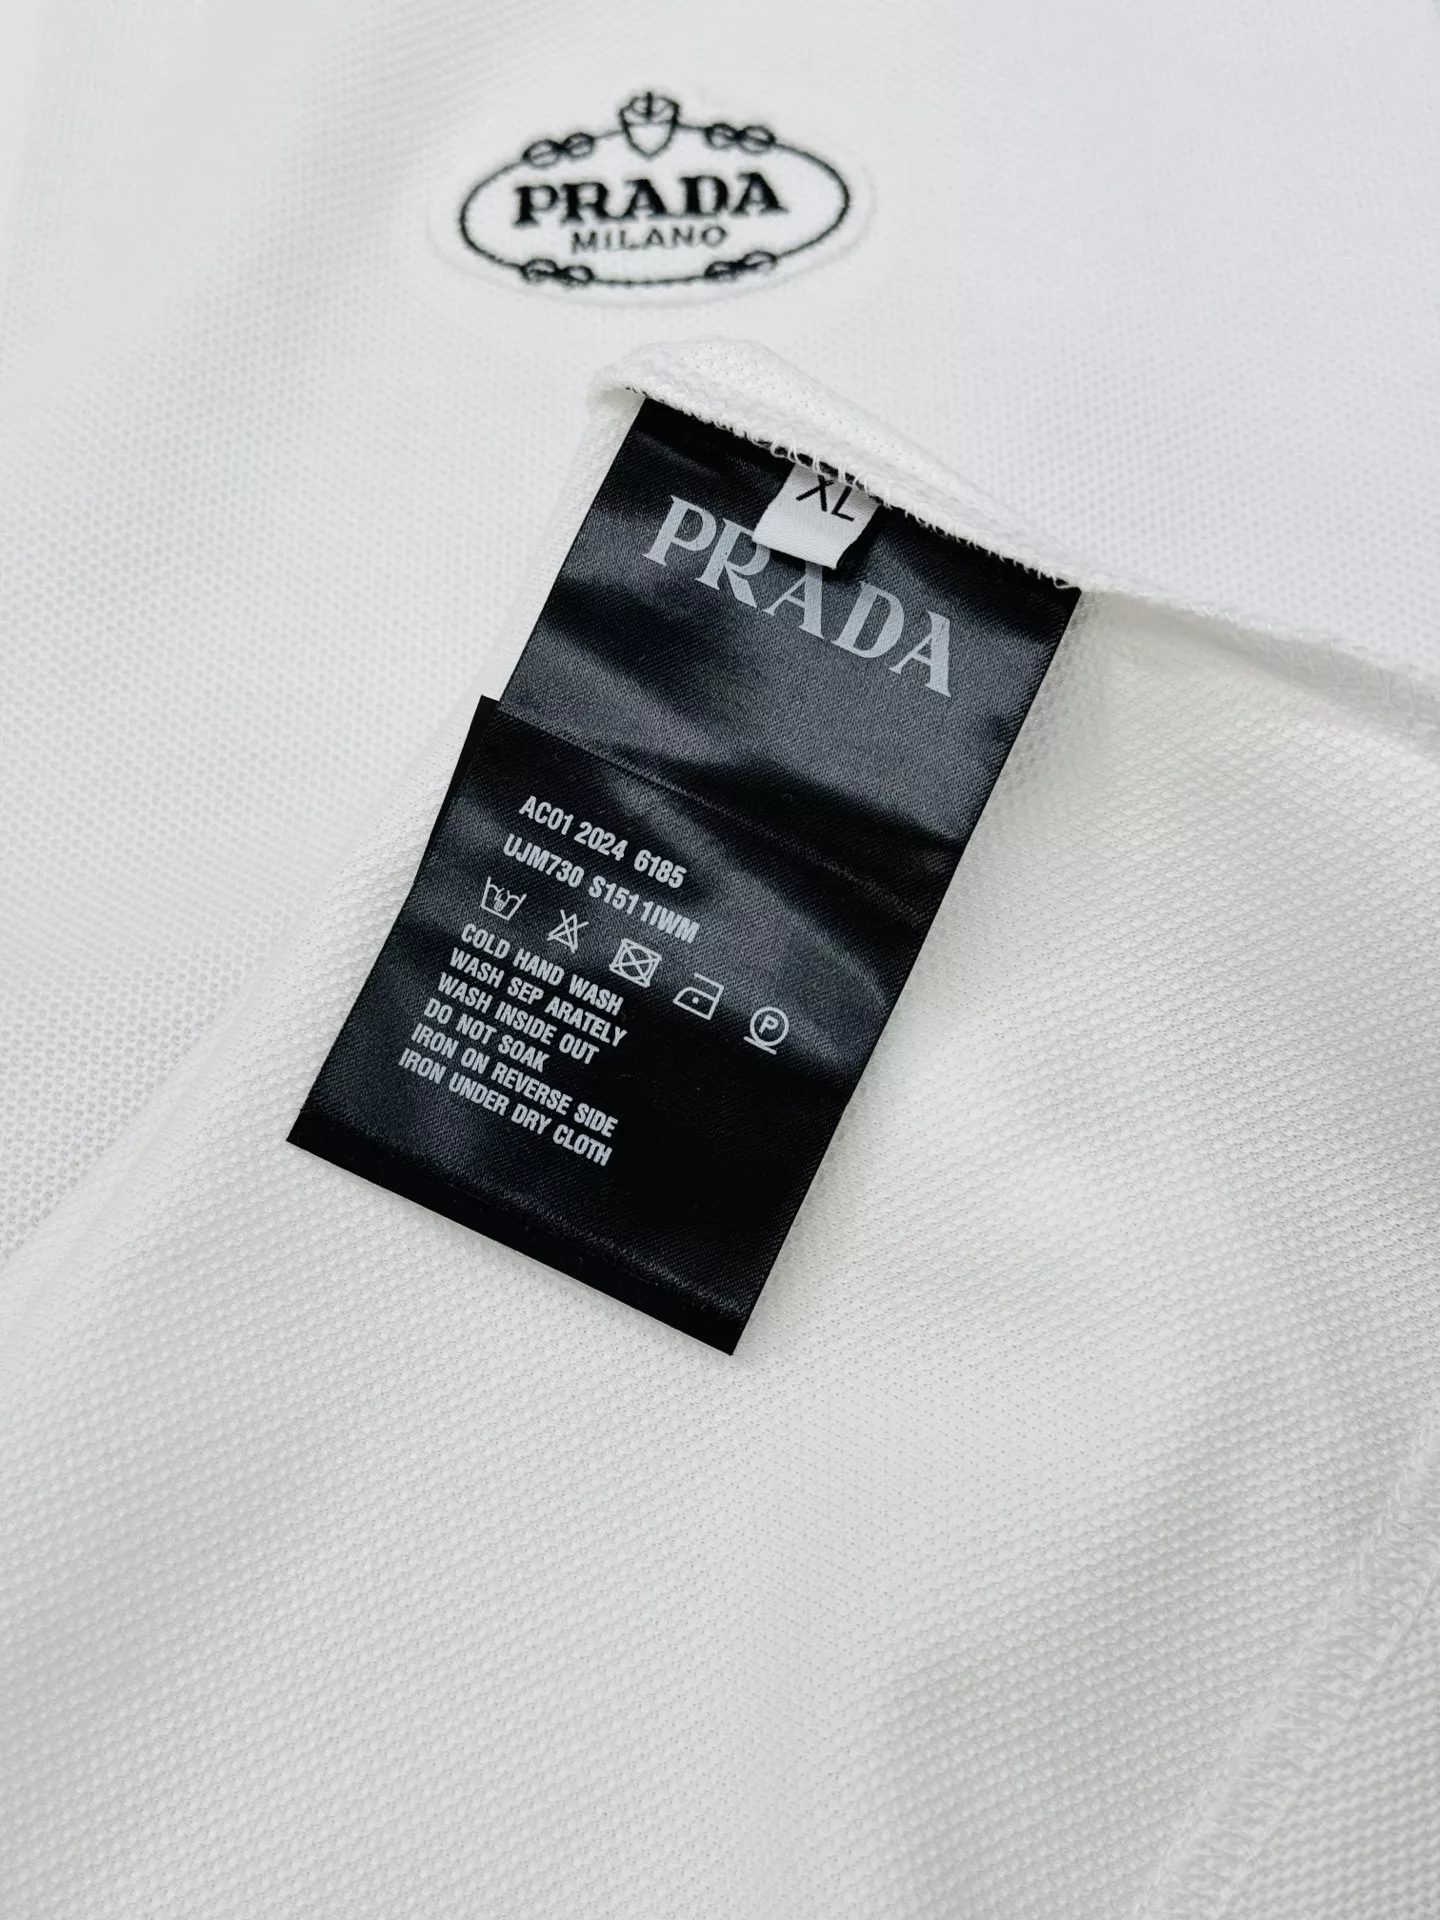 PRADA
MILANO
XL
PRADA
AC01 2024 6185
UJM730 S151 1IWM
P
COLD HAND WASH
WASH SEP ARATELY
WASH INSIDE OUT
DO NOT SOAK
IRON ON REVERSE SIDE
IRON UNDER DRY CLOTH